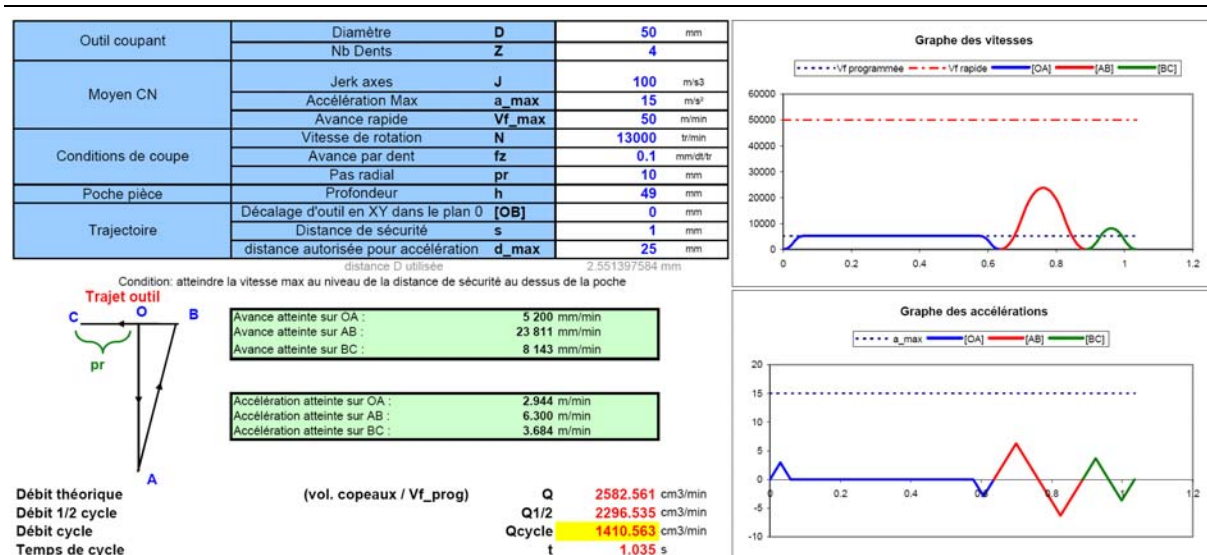 Outil coupant Diamètre D 50 mm
Nb Dents Z 4
Moyen CN Jerk axes J 100 m/s3
Accélération Max a_max 15 m/s²
Avance rapide Vf_max 50 m/min
Conditions de coupe Vitesse de rotation N 13000 tr/min
Avance par dent fz 0.1 mm/dt/tr
Pas radial pr 10 mm
Poche pièce Profondeur h 49 mm
Trajectoire Décalage d'outil en XY dans le plan 0 [OB] 0 mm
Distance de sécurité s 1 mm
distance autorisée pour accélération d_max 25 mm
distance D utilisée 2.551397584 mm
Condition: atteindre la vitesse max au niveau de la distance de sécurité au dessus de la poche
Trajet outil
C O B
pr
A
Avance atteinte sur OA : 5 200 mm/min
Avance atteinte sur AB : 23 811 mm/min
Avance atteinte sur BC : 8 143 mm/min
Accélération atteinte sur OA : 2.944 m/min
Accélération atteinte sur AB : 6.300 m/min
Accélération atteinte sur BC : 3.684 m/min
Débit théorique (vol. copeaux / Vf_prog) Q 2582.561 cm3/min
Débit 1/2 cycle Q1/2 2296.535 cm3/min
Débit cycle Qcycle 1410.563 cm3/min
Temps de cycle t 1.035 s
Graphe des vitesses
Vf programmée Vf rapide [OA] [AB] [BC]
60000
50000
40000
30000
20000
10000
0
0 0.2 0.4 0.6 0.8 1 1.2
Graphe des accélérations
a_max [OA] [AB] [BC]
20
15
10
5
0
-5
-10
0 0.2 0.4 0.6 0.8 1 1.2